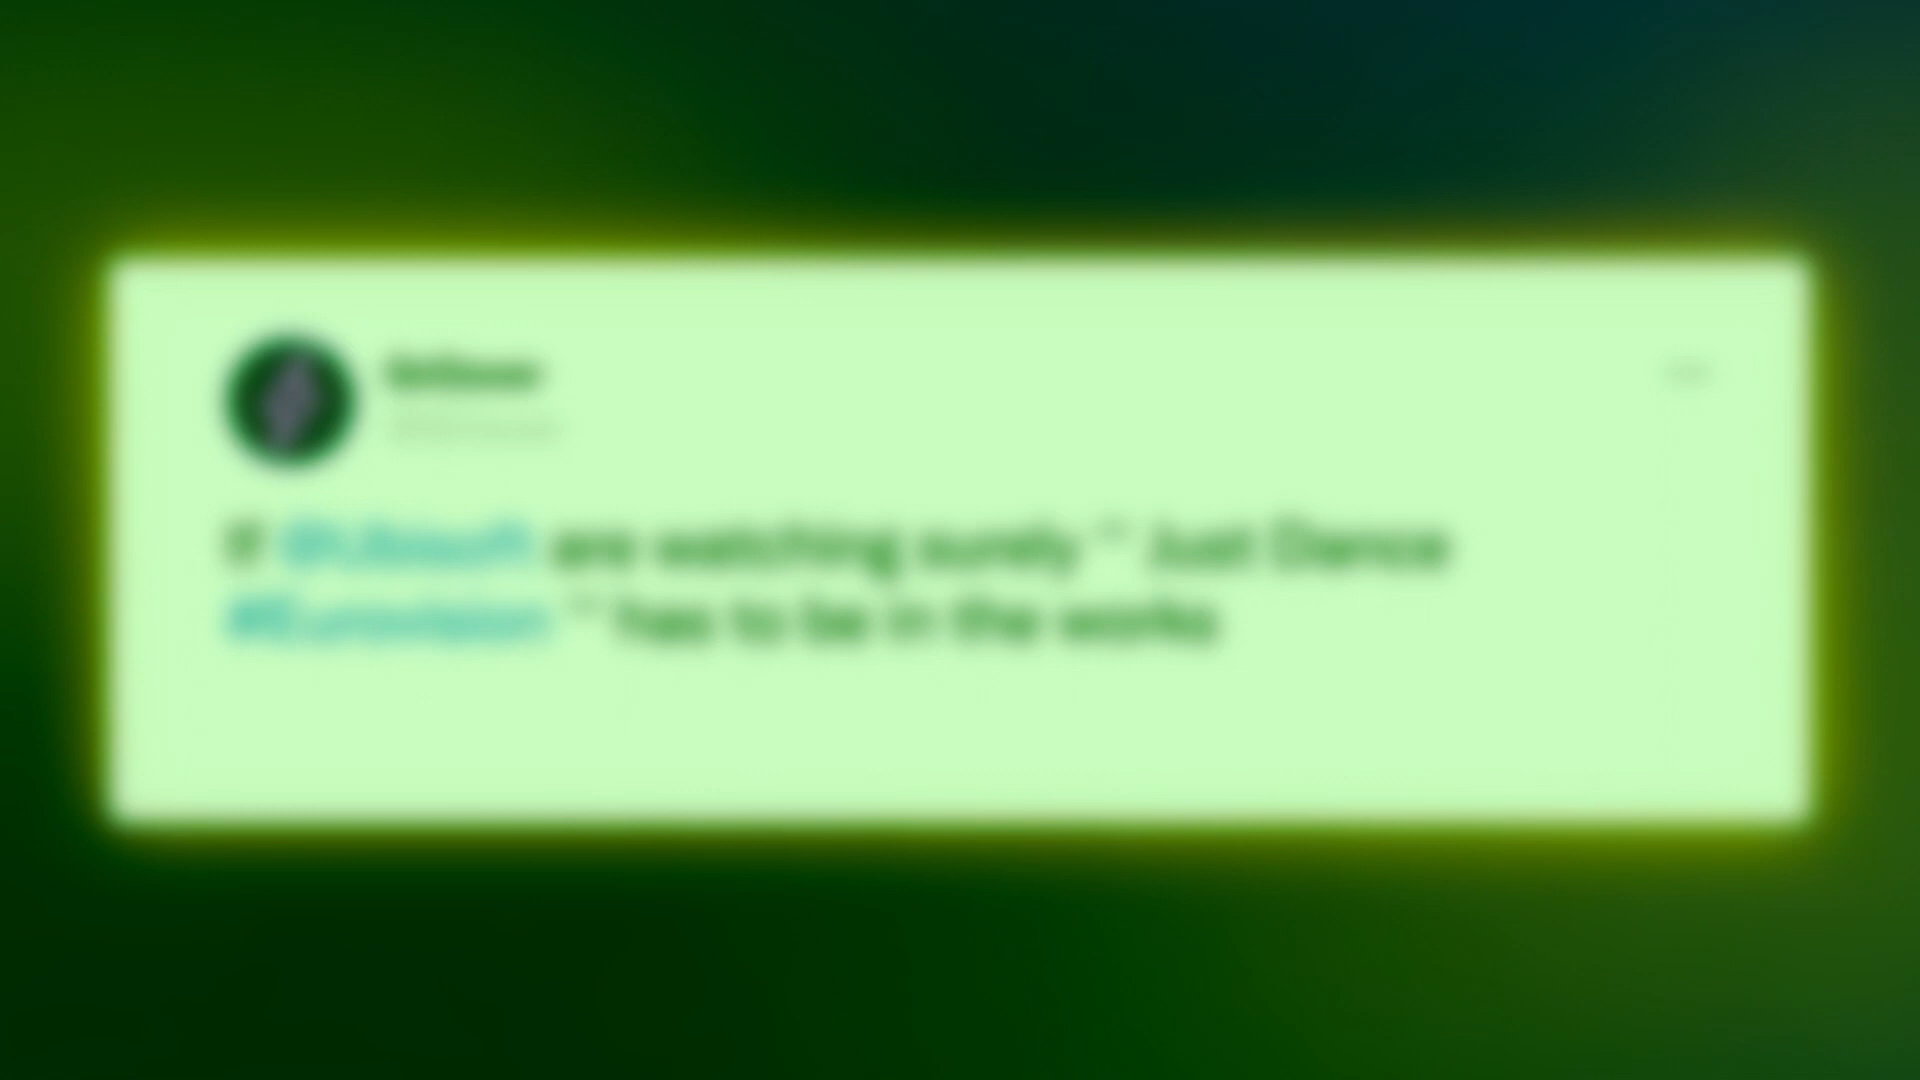 If @Ubisoft are watching surely " Just Dance
#Eurovision " has to be in the works